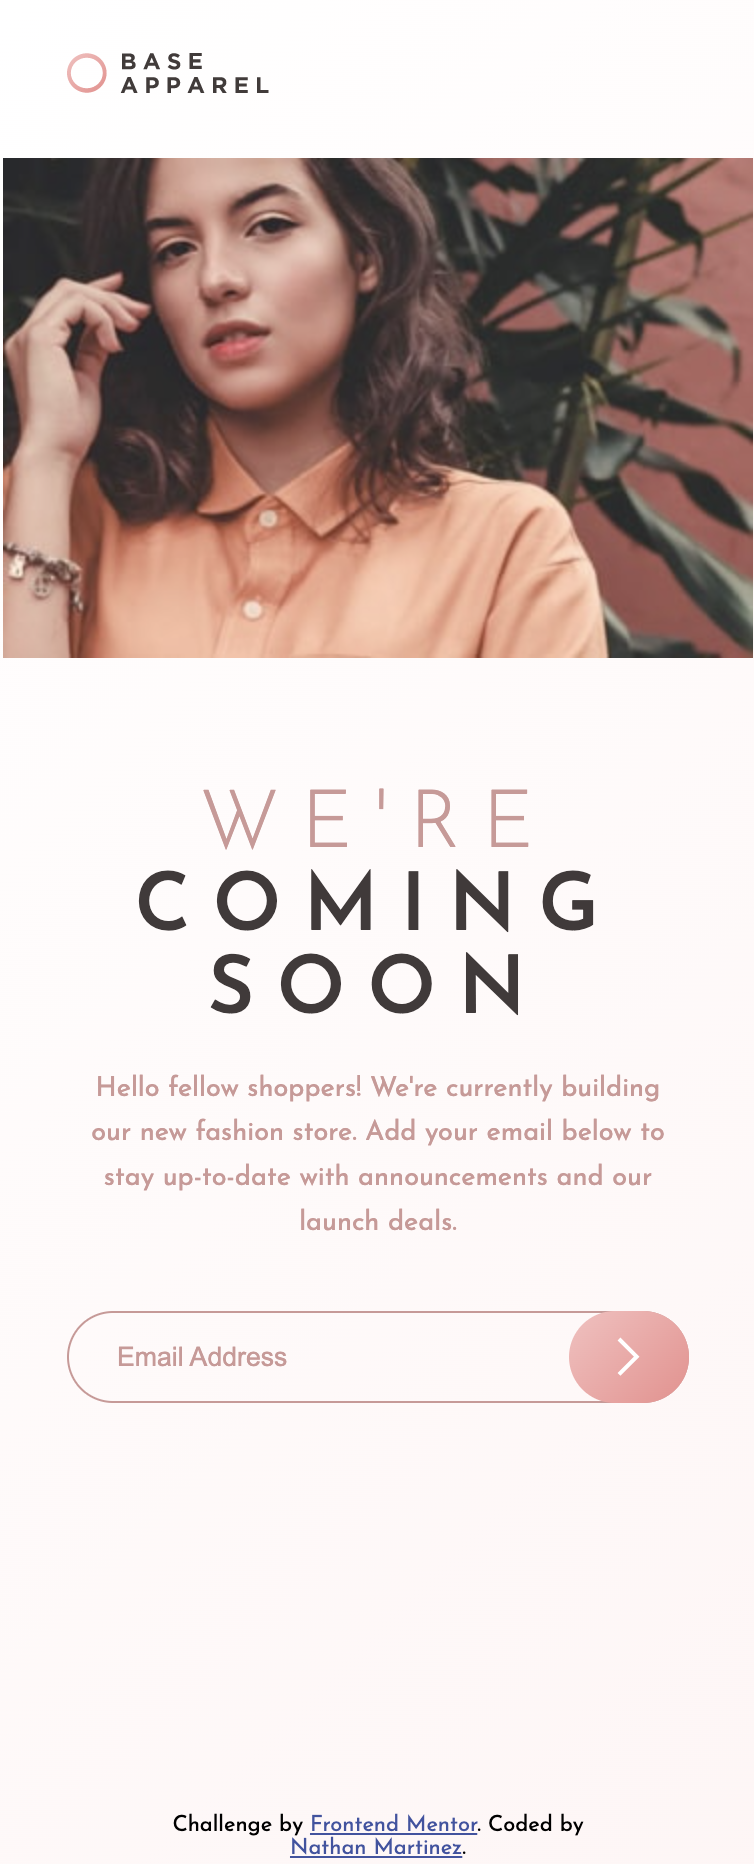 BASE
APPAREL
WE'RE
COMING
SOON
Hello fellow shoppers! We're currently building
our new fashion store. Add your email below to
stay up-to-date with announcements and our
launch deals.
Email Address
Challenge by Frontend Mentor. Coded by
Nathan Martinez.